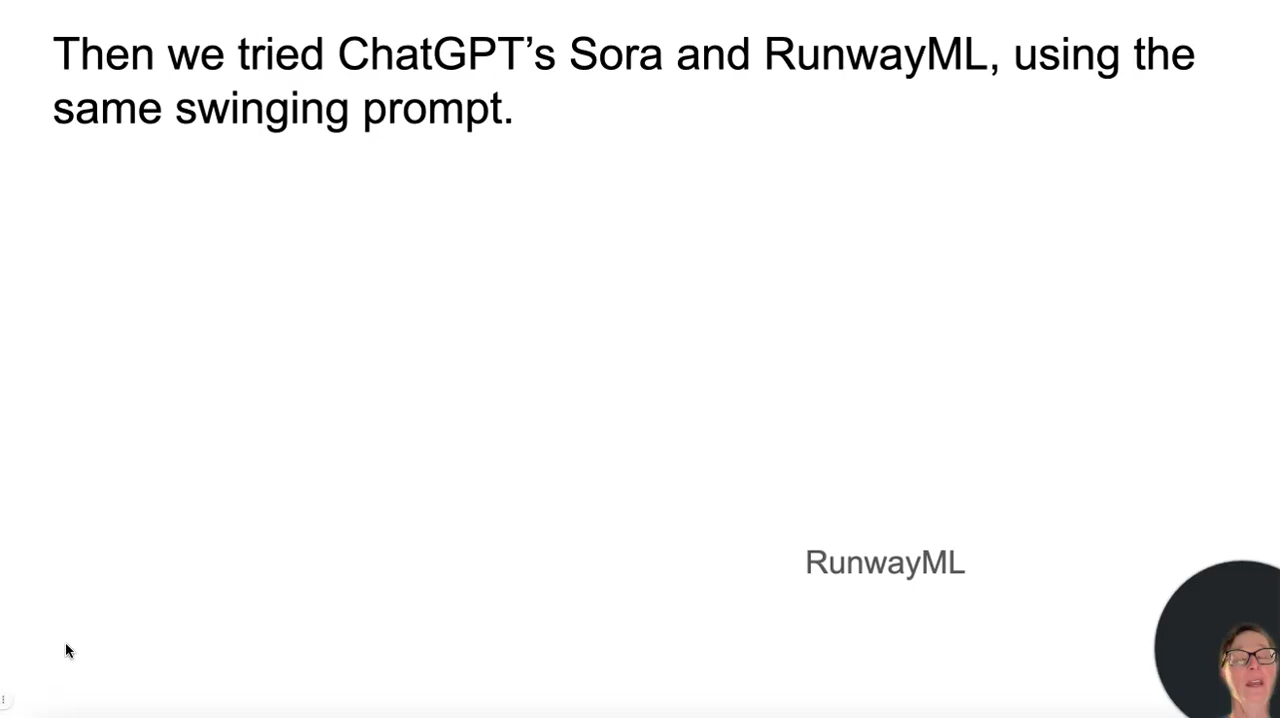 Then we tried ChatGPT’s Sora and RunwayML, using the
same swinging prompt.
RunwayML